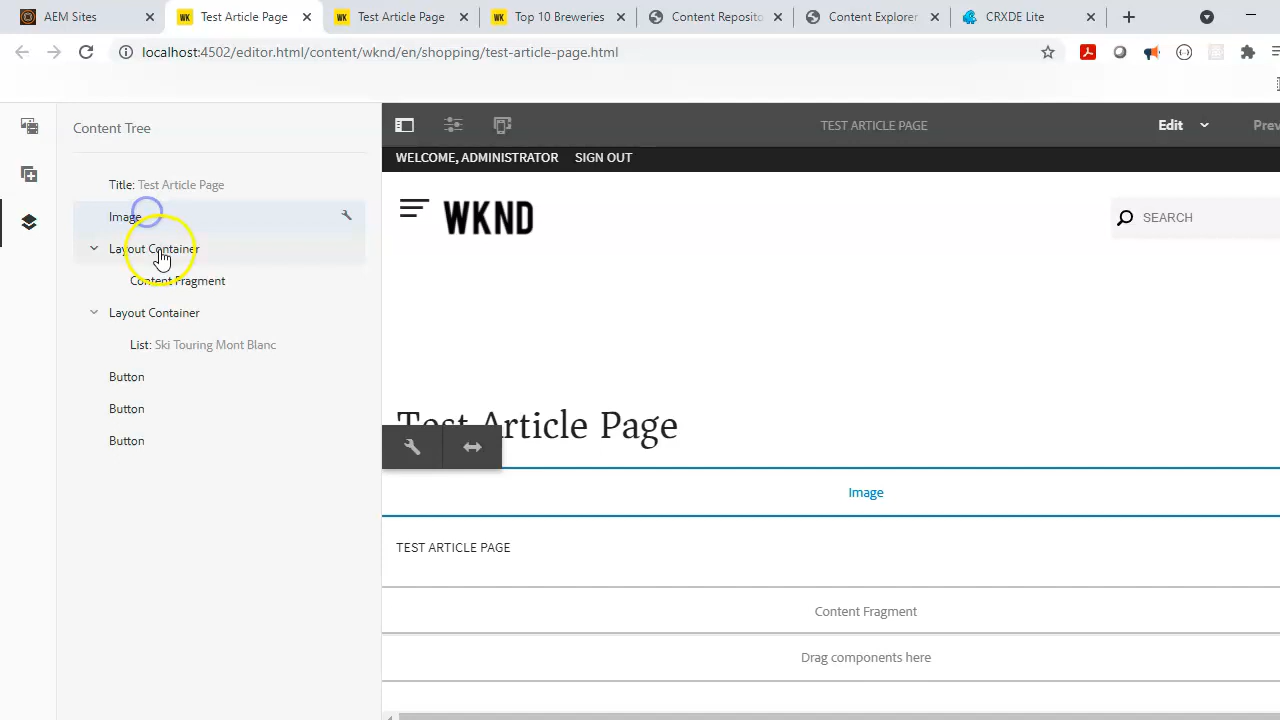 AEM Sites
Test Article Page
Test Article Page
Top 10 Breweries
Content Reposito
Content Explorer
CRXDE Lite
localhost:4502/editor.html/content/wknd/en/shopping/test-article-page.html
Content Tree
TEST ARTICLE PAGE
Edit
Prev
WELCOME, ADMINISTRATOR SIGN OUT
Title: Test Article Page
Image
WKND
SEARCH
Layout Container
Content Fragment
Layout Container
List: Ski Touring Mont Blanc
Button
Button
Button
Test Article Page
Image
TEST ARTICLE PAGE
Content Fragment
Drag components here